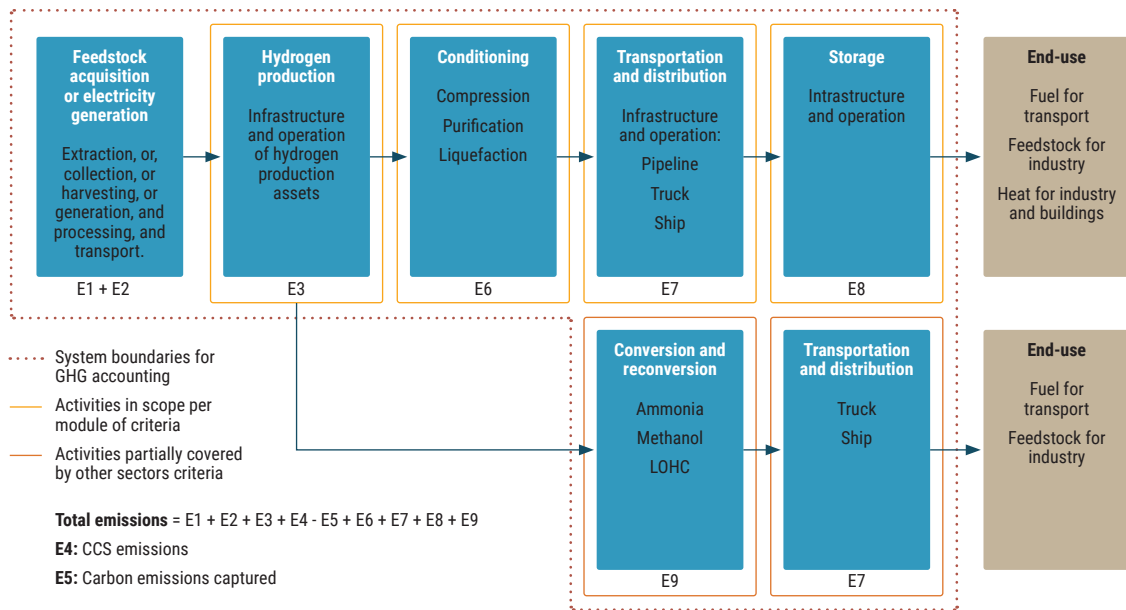 Feedstock
acquisition
or electricity
generation
Extraction, or,
collection, or
harvesting, or
generation, and
processing, and
transport.
E1 + E2
Hydrogen
production
Infrastructure
and operation
of hydrogen
production
assets
E3
Conditioning
Compression
Purification
Liquefaction
E6
Transportation
and distribution
Infrastructure
and operation:
Pipeline
Truck
Ship
E7
Storage
Intrastructure
and operation
E8
End-use
Fuel for
transport
Feedstock for
industry
Heat for industry
and buildings
System boundaries for
GHG accounting
Activities in scope per
module of criteria
Activities partially covered
by other sectors criteria
Total emissions = E1 + E2 + E3 + E4 - E5 + E6 + E7 + E8 + E9
E4: CCS emissions
E5: Carbon emissions captured
Conversion and
reconversion
Ammonia
Methanol
LOHC
E9
Transportation
and distribution
Truck
Ship
E7
End-use
Fuel for
transport
Feedstock for
industry